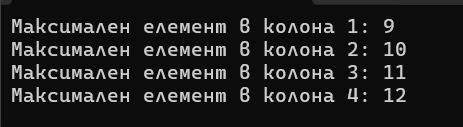 Максимален елемент в колона 1: 9
Максимален елемент в колона 2: 10
Максимален елемент в колона 3: 11
Максимален елемент в колона 4: 12